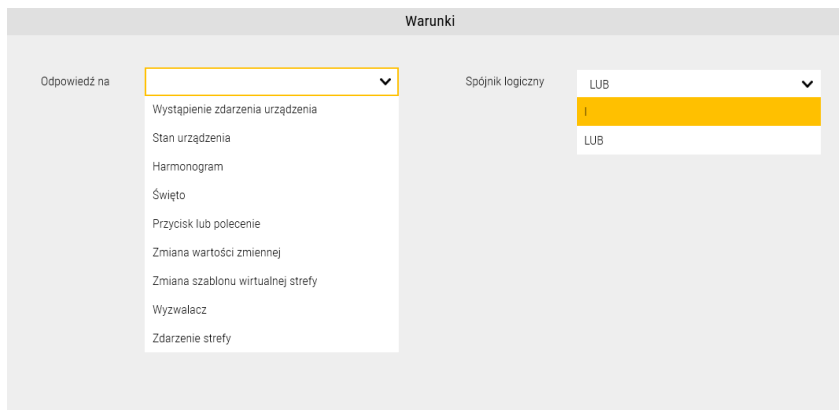 Warunki
Odpowiedź na
Wystąpienie zdarzenia urządzenia
Stan urządzenia
Harmonogram
Święto
Przycisk lub polecenie
Zmiana wartości zmiennej
Zmiana szablonu wirtualnej strefy
Wyzwalacz
Zdarzenie strefy
Spójnik logiczny
LUB
I
LUB